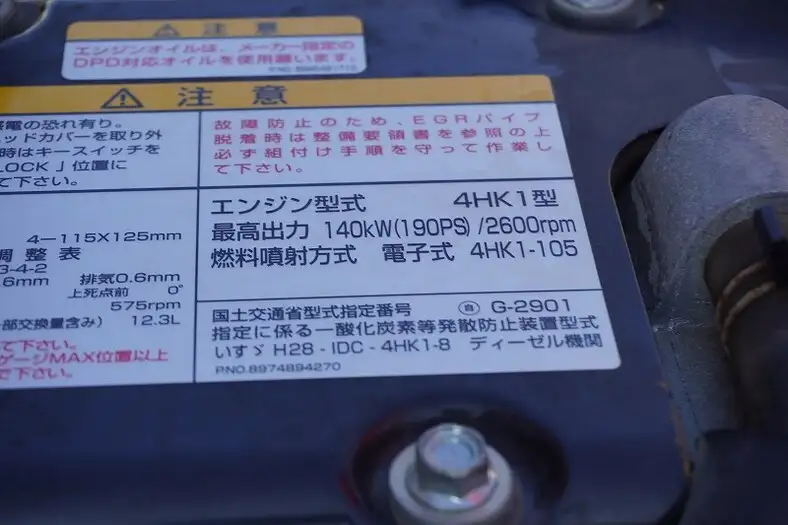 注意
エンジンオイルは、メーカー指定の
DPD対応オイルを使用願います。
注意
電の恐れ有り。
ッドカバーを取り外
時はキースイッチを
LOCK」位置に
て下さい。
故障防止のため、EGRパイプ
脱着時は整備要領書を参照の上
必ず組付け手順を守って作業し
て下さい。
4-115X125mm
調整表
3-4-2
.6mm 排気0.6mm
上死点前 0°
575rpm
部交換量含み) 12.3L
て下さい。
ゲージMAX位置以上
で下さい。
エンジン型式 4HK1型
最高出力 140kW(190PS)/2600rpm
燃料噴射方式 電子式 4HK1-105
国土交通省型式指定番号 自 G-2901
指定に係る一酸化炭素等発散防止装置型式
いすゞ H28-IDC-4HK1-8 ディーゼル機関
PNO.8974894270